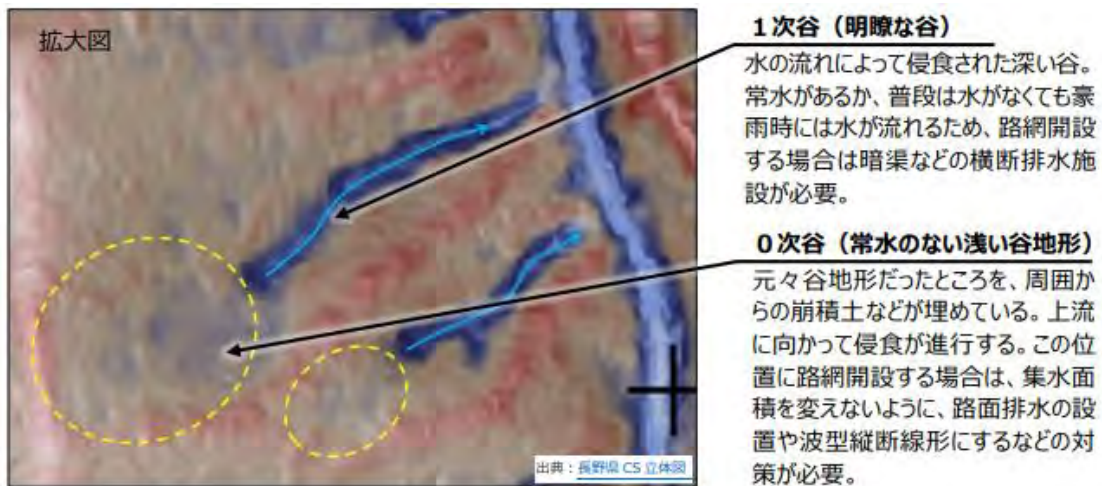 拡大図
1次谷（明瞭な谷）
水の流れによって侵食された深い谷。
常水があるか、普段は水がなくても豪
雨時には水が流れるため、路網開設
する場合は暗渠などの横断排水施
設が必要。
0次谷（常水のない浅い谷地形）
元々谷地形だったところを、周囲か
らの崩積土などが埋めている。上流
に向かって侵食が進行する。この位
置に路網開設する場合は、集水面
積を変えないように、路面排水の設
置や波型縦断線形にするなどの対
策が必要。
出典：長野県 CS 立体図